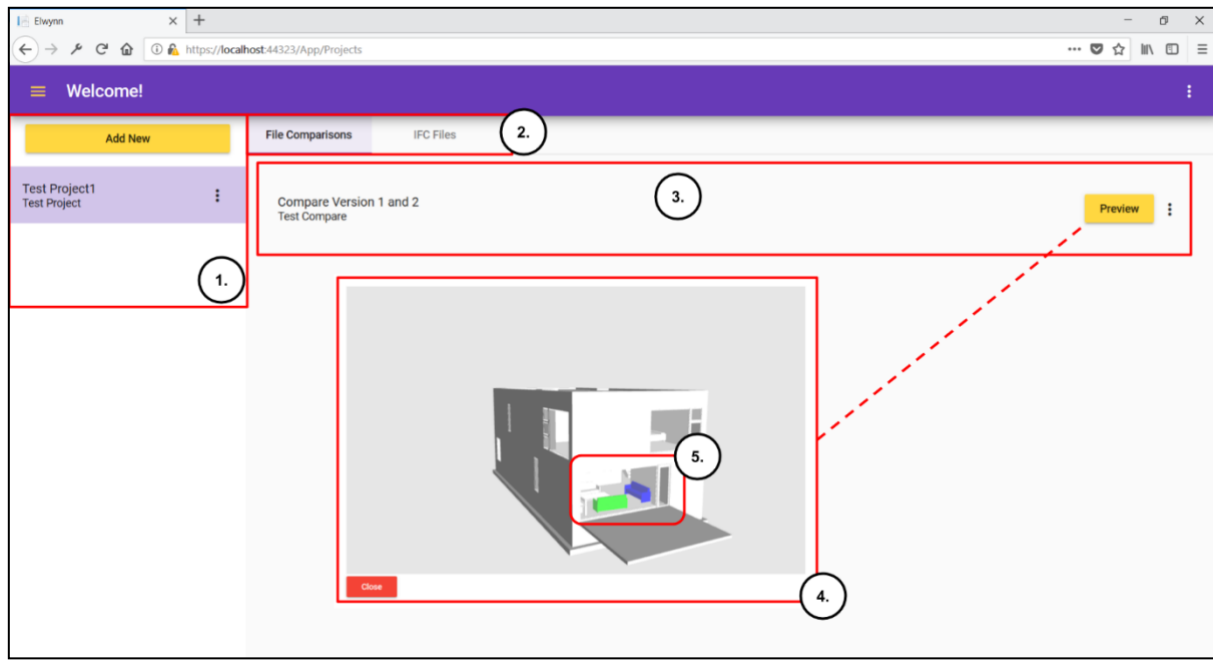 Elwynn
https://localhost:44323/App/Projects
Welcome!
Add New
File Comparisons
IFC Files
2.
Test Project1
Test Project
Compare Version 1 and 2
Test Compare
3.
Preview
1.
5.
Close
4.